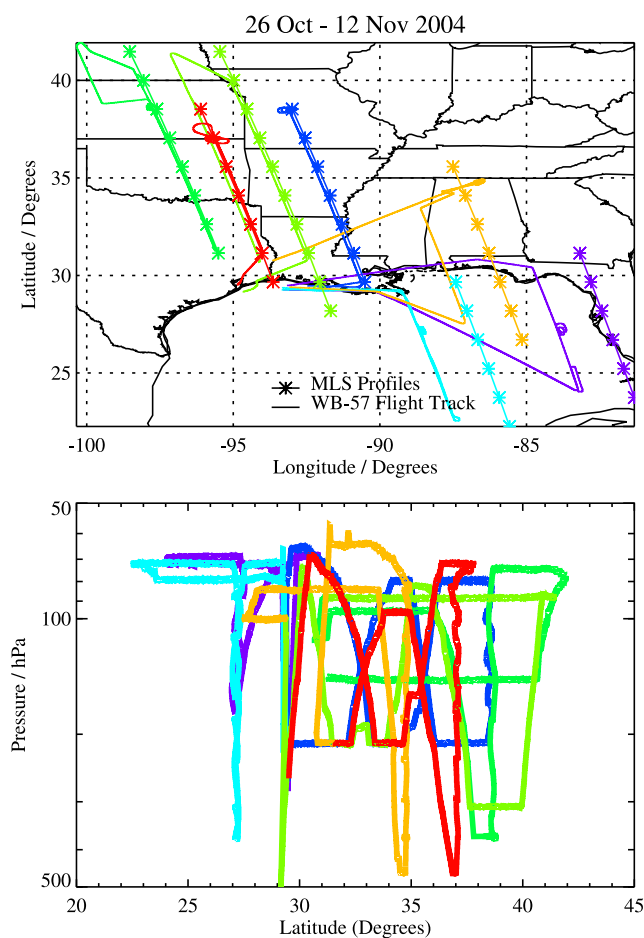 26 Oct - 12 Nov 2004
40
35
30
25
Latitude / Degrees
MLS Profiles
WB-57 Flight Track
-100
-95
-90
-85
Longitude / Degrees
50
100
500
Pressure / hPa
20
25
30
35
40
45
Latitude (Degrees)